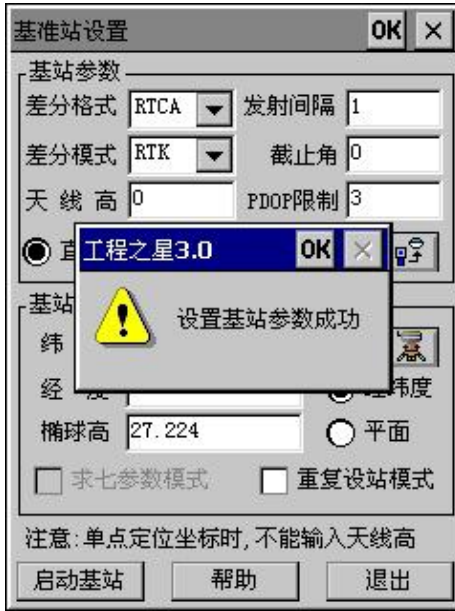 基准站设置 OK ×
基站参数
差分格式 RTCA 发射间隔 1
差分模式 RTK 截止角 0
天 线 高 0 PDOP限制 3
工程之星3.0 OK ×
设置基站参数成功
基站
纬
经 纬度
椭球高 27.224 平面
求七参数模式 重复设站模式
注意:单点定位坐标时,不能输入天线高
启动基站 帮助 退出